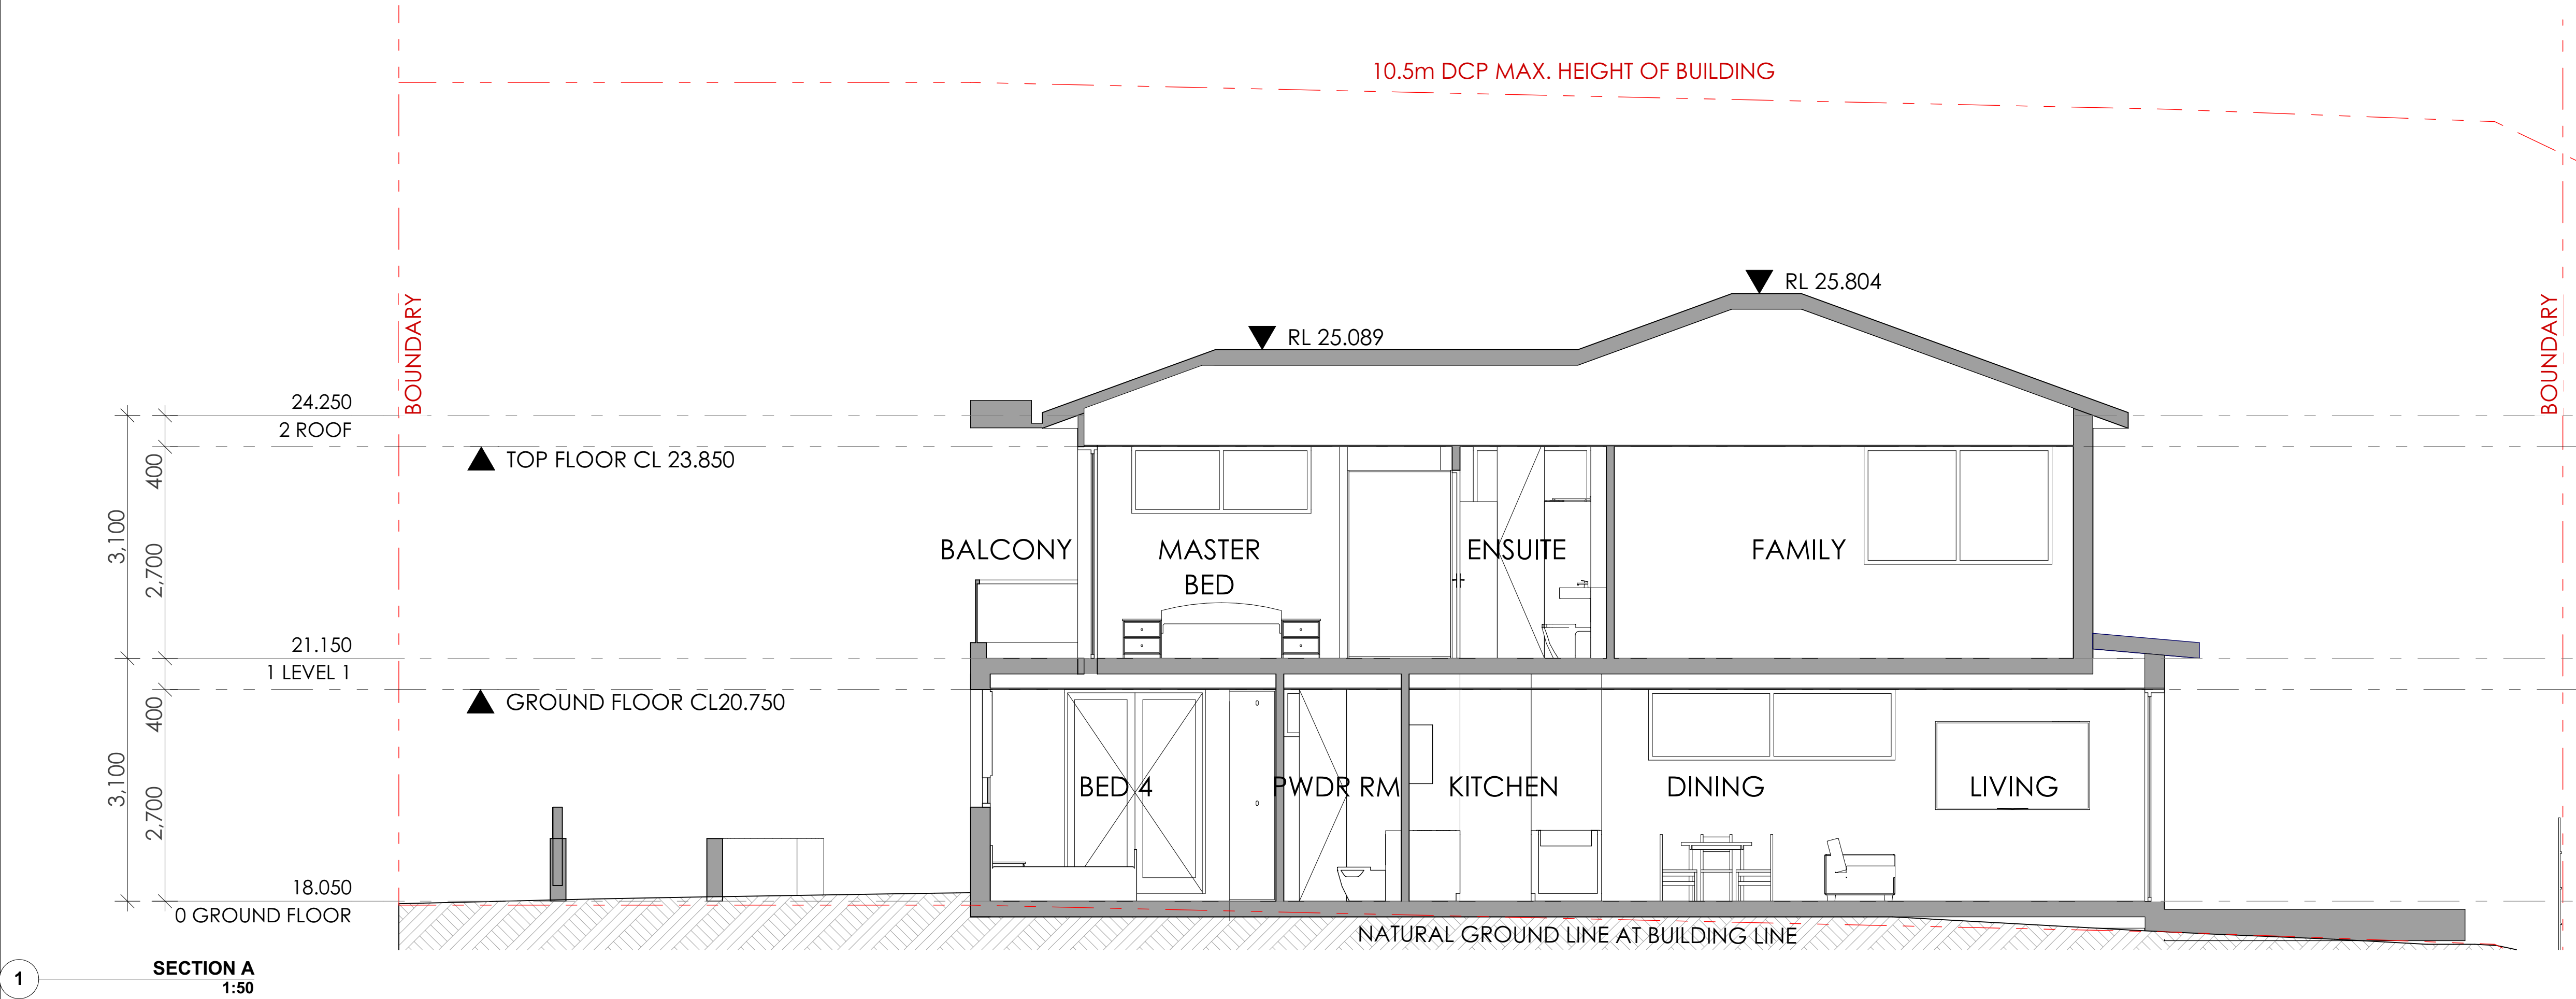 10.5m DCP MAX. HEIGHT OF BUILDING
BOUNDARY
BOUNDARY
RL 25.804
RL 25.089
24.250
2 ROOF
TOP FLOOR CL 23.850
400
3,100
2,700
BALCONY
MASTER
BED
ENSUITE
FAMILY
21.150
1 LEVEL 1
GROUND FLOOR CL20.750
400
3,100
2,700
BED 4
PWDR RM
KITCHEN
DINING
LIVING
18.050
0 GROUND FLOOR
NATURAL GROUND LINE AT BUILDING LINE
1
SECTION A
1:50